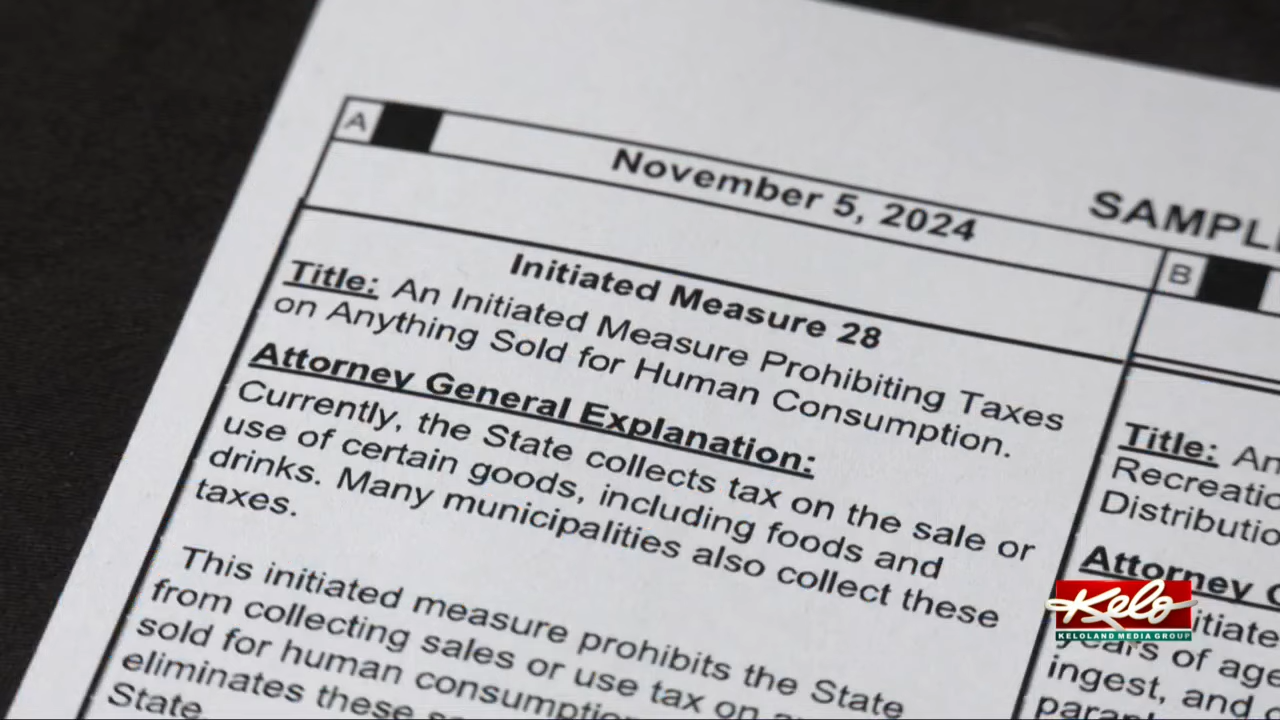 A
November 5, 2024
SAMPL
Initiated Measure 28
Title: An Initiated Measure Prohibiting Taxes
on Anything Sold for Human Consumption.
Attorney General Explanation:
Currently, the State collects tax on the sale or
use of certain goods, including foods and
drinks. Many municipalities also collect these
taxes.
This initiated measure prohibits the State
from collecting sales or use tax on
sold for human consumption
eliminates these
State.
B
Title: An
Recreatio
Distributio
Attorney G
itiate
years of age
ingest, and
Kelo
KELOLAND MEDIA GROUP